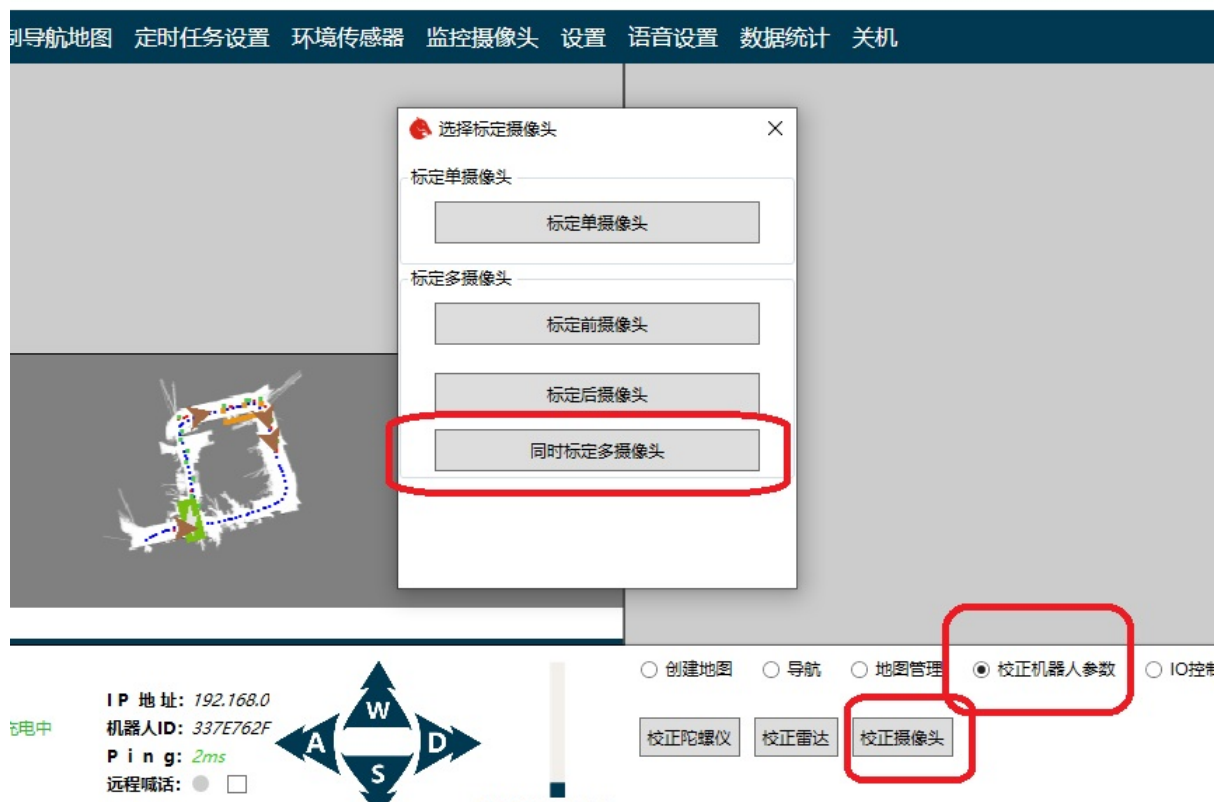 制导航地图 定时任务设置 环境传感器 监控摄像头 设置 语音设置 数据统计 关机
选择标定摄像头
标定单摄像头
标定单摄像头
标定多摄像头
标定前摄像头
标定后摄像头
同时标定多摄像头
创建地图 导航 地图管理 校正机器人参数 IO控制
IP 地址: 192.168.0
充电中 机器人ID: 337E762F
Ping: 2ms
远程喊话:
W
A D
S
校正陀螺仪 校正雷达 校正摄像头